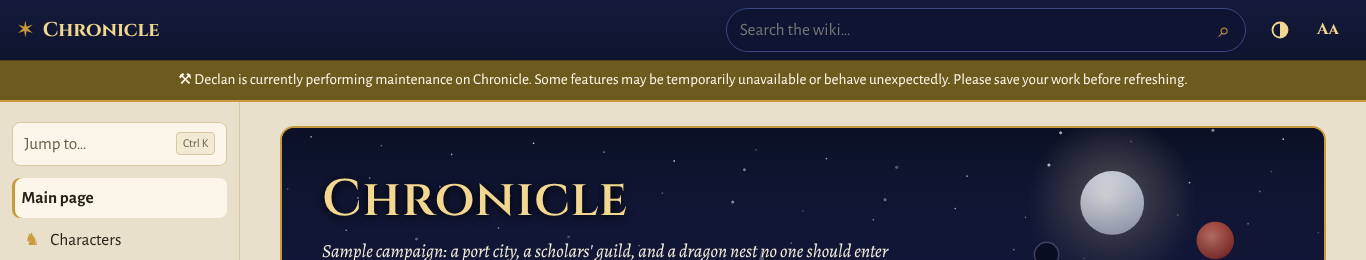 Chronicle
Search the wiki...
Aa
⚒ Declan is currently performing maintenance on Chronicle. Some features may be temporarily unavailable or behave unexpectedly. Please save your work before refreshing.
Jump to...
Ctrl K
Main page
Characters
Chronicle
Sample campaign: a port city, a scholars' guild, and a dragon nest no one should enter